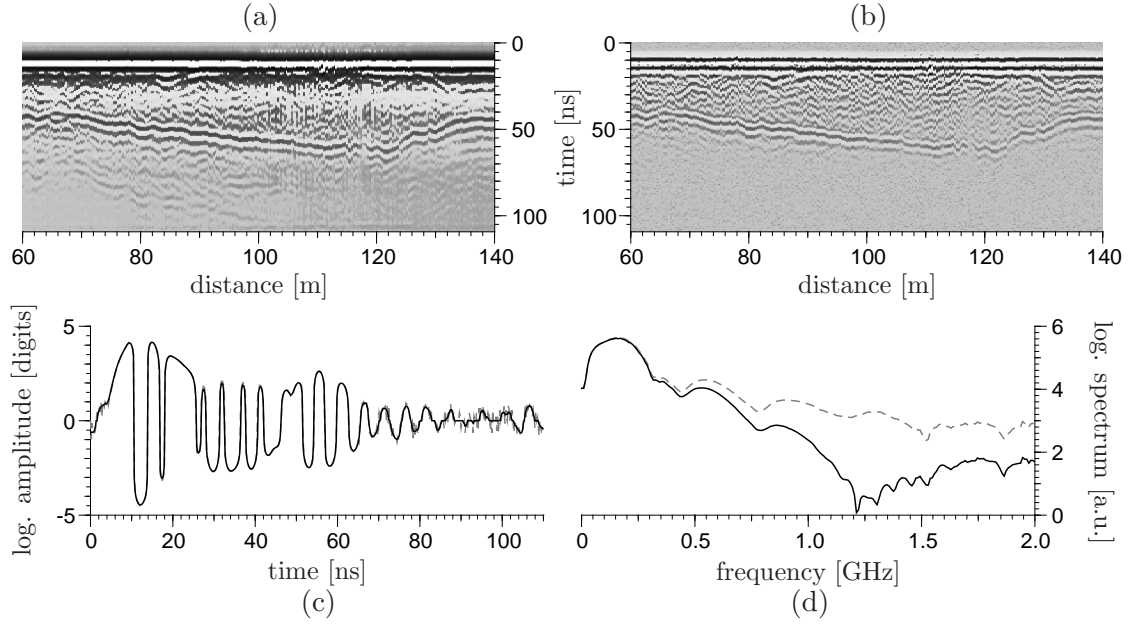 (a)
(b)
0
50
100
time [ns]
0
50
100
60 80 100 120 140
60 80 100 120 140
distance [m]
distance [m]
log. amplitude [digits]
5
0
-5
0 20 40 60 80 100
time [ns]
(c)
6
4
2
0
log. spectrum [a.u.]
0 0.5 1.0 1.5 2.0
frequency [GHz]
(d)